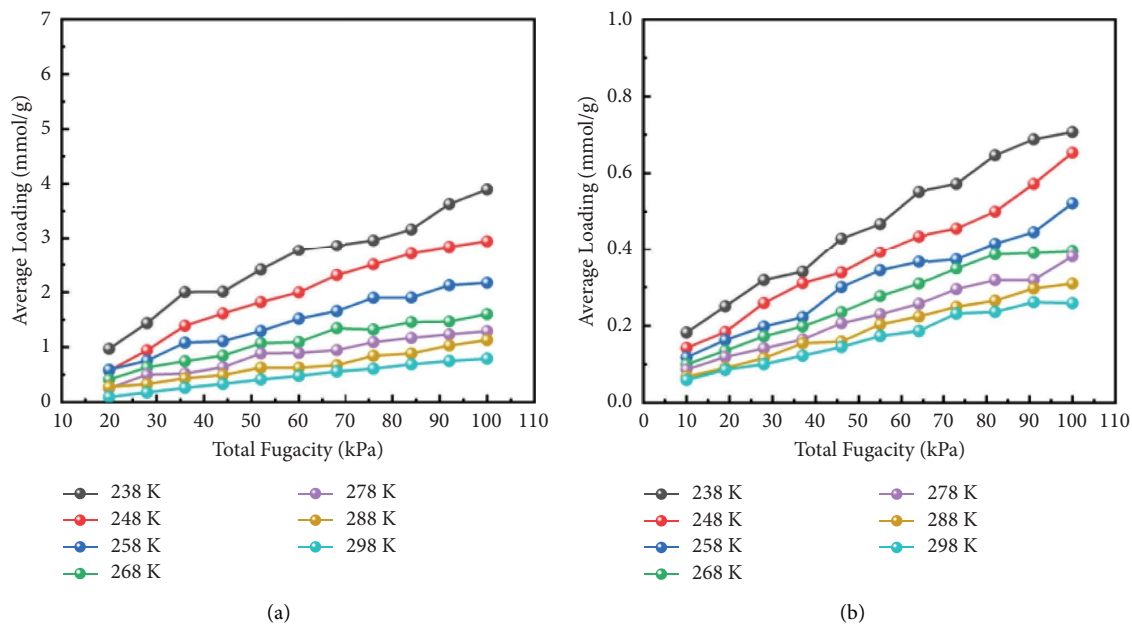 7
6
5
4
3
2
1
0
Average Loading (mmol/g)
10 20 30 40 50 60 70 80 90 100 110
Total Fugacity (kPa)
238 K
248 K
258 K
268 K
278 K
288 K
298 K
(a)
1.0
0.8
0.6
0.4
0.2
0.0
Average Loading (mmol/g)
0 10 20 30 40 50 60 70 80 90 100 110
Total Fugacity (kPa)
238 K
248 K
258 K
268 K
278 K
288 K
298 K
(b)